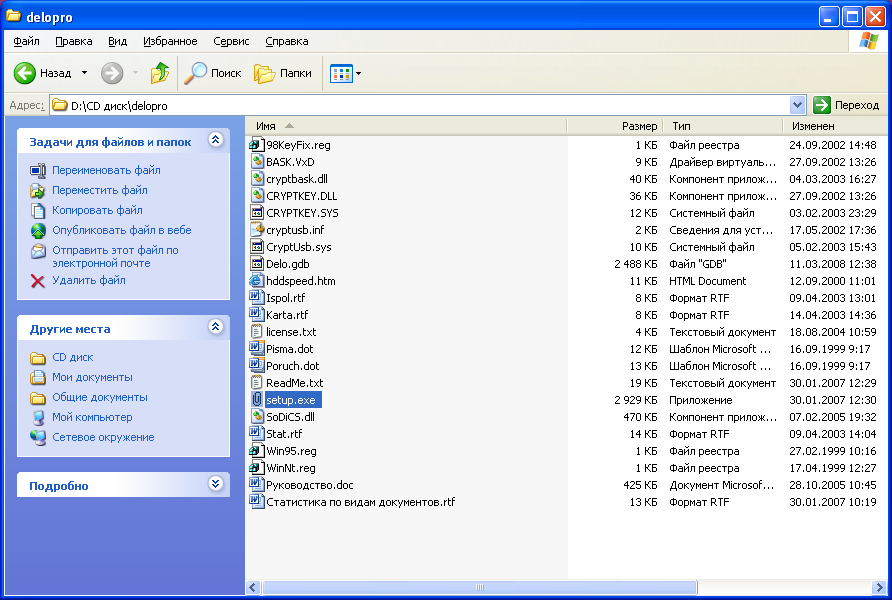 delopro
Файл Правка Вид Избранное Сервис Справка
Назад Поиск Папки
Адрес: D:\CD диск\delopro Переход
Задачи для файлов и папок
Переименовать файл
Переместить файл
Копировать файл
Опубликовать файл в вебе
Отправить этот файл по
электронной почте
Удалить файл
Другие места
CD диск
Мои документы
Общие документы
Мой компьютер
Сетевое окружение
Подробно
Имя Размер Тип Изменен
98KeyFix.reg 1 КБ Файл реестра 24.09.2002 14:48
BASK.VxD 9 КБ Драйвер виртуаль... 27.09.2002 13:26
cryptbask.dll 40 КБ Компонент прилож... 04.03.2003 16:27
CRYPTKEY.DLL 36 КБ Компонент прилож... 27.09.2002 13:26
CRYPTKEY.SYS 12 КБ Системный файл 03.02.2003 23:29
cryptusb.inf 2 КБ Сведения для уст... 17.05.2002 17:36
CryptUsb.sys 10 КБ Системный файл 05.02.2003 15:43
Delo.gdb 2 488 КБ Файл "GDB" 11.03.2008 12:38
hddspeed.htm 11 КБ HTML Document 12.09.2000 11:01
Ispol.rtf 8 КБ Формат RTF 09.04.2003 13:01
Karta.rtf 8 КБ Формат RTF 14.04.2003 14:36
license.txt 4 КБ Текстовый документ 18.08.2004 10:59
Pisma.dot 12 КБ Шаблон Microsoft ... 16.09.1999 9:17
Poruch.dot 13 КБ Шаблон Microsoft ... 16.09.1999 9:17
ReadMe.txt 19 КБ Текстовый документ 30.01.2007 12:29
setup.exe 2 929 КБ Приложение 30.01.2007 12:30
SoDiCS.dll 470 КБ Компонент прилож... 07.02.2005 19:32
Stat.rtf 14 КБ Формат RTF 09.04.2003 14:04
Win95.reg 1 КБ Файл реестра 27.02.1999 10:16
WinNt.reg 1 КБ Файл реестра 17.04.1999 12:27
Руководство.doc 425 КБ Документ Microsof... 28.10.2005 10:45
Статистика по видам документов.rtf 13 КБ Формат RTF 30.01.2007 10:19